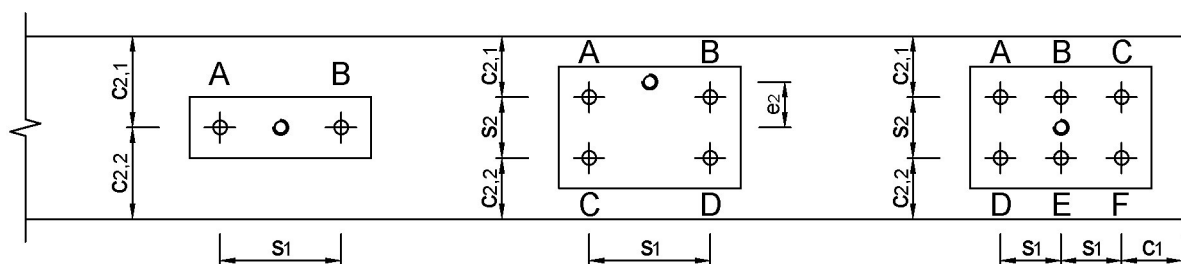 A B
c2,1
c2,2
s1
A B
C D
c2,1
s2
c2,2
e2
s1
A B C
D E F
c2,1
s2
c2,2
s1 s1 c1